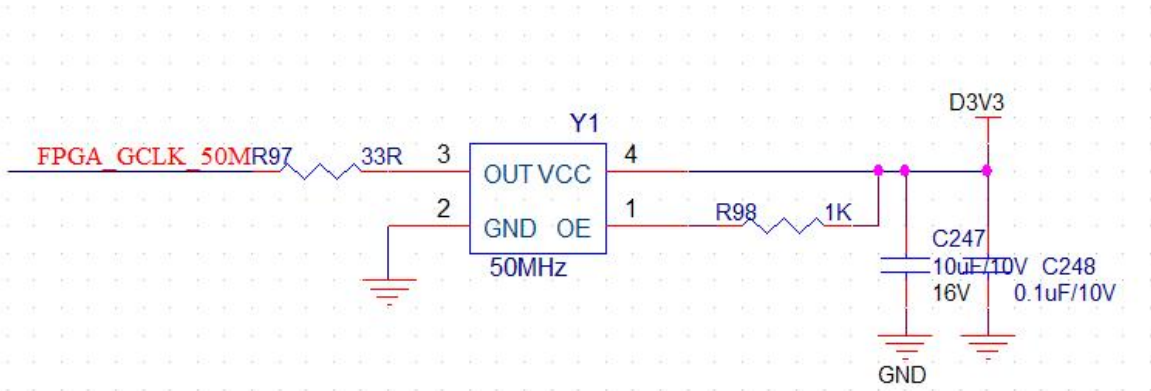 D3V3
Y1
FPGA_GCLK_50M R97 33R 3 4
OUT VCC
2 1 R98 1K
GND OE
50MHz
C247
10uF/10V C248
16V 0.1uF/10V
GND